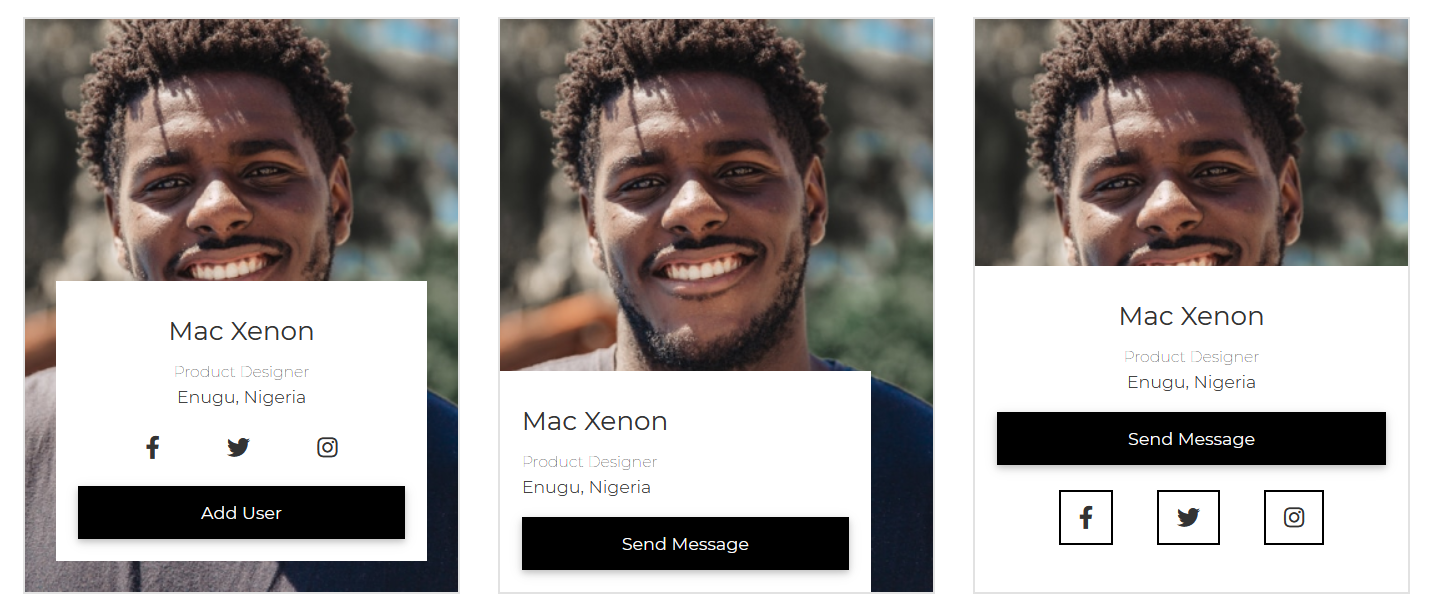 Mac Xenon
Product Designer
Enugu, Nigeria
Add User
Mac Xenon
Product Designer
Enugu, Nigeria
Send Message
Mac Xenon
Product Designer
Enugu, Nigeria
Send Message